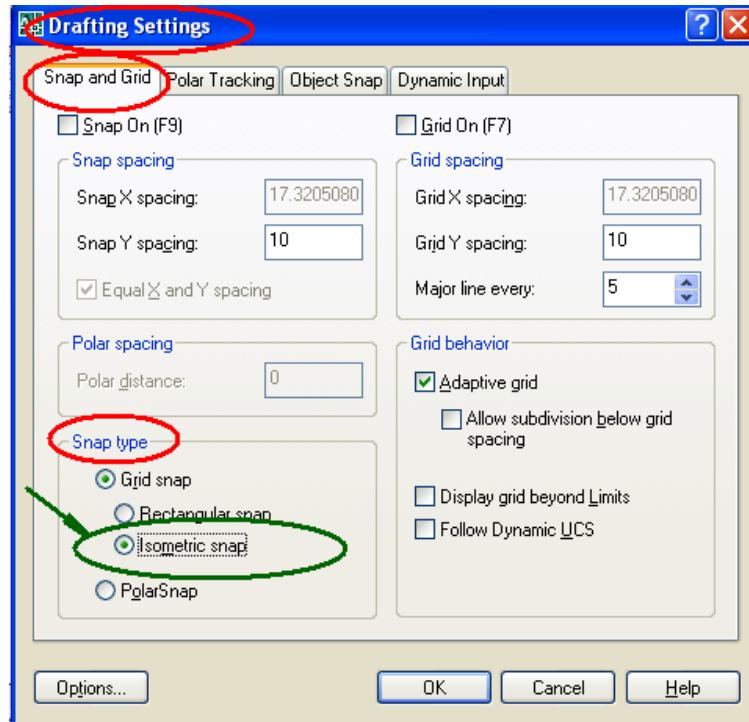 Drafting Settings
Snap and Grid Polar Tracking Object Snap Dynamic Input
Snap On (F9)
Snap spacing
Snap X spacing: 17.3205080
Snap Y spacing: 10
Equal X and Y spacing
Polar spacing
Polar distance: 0
Snap type
Grid snap
Rectangular snap
Isometric snap
PolarSnap
Grid On (F7)
Grid spacing
Grid X spacing: 17.3205080
Grid Y spacing: 10
Major line every: 5
Grid behavior
Adaptive grid
Allow subdivision below grid
spacing
Display grid beyond Limits
Follow Dynamic UCS
Options... OK Cancel Help